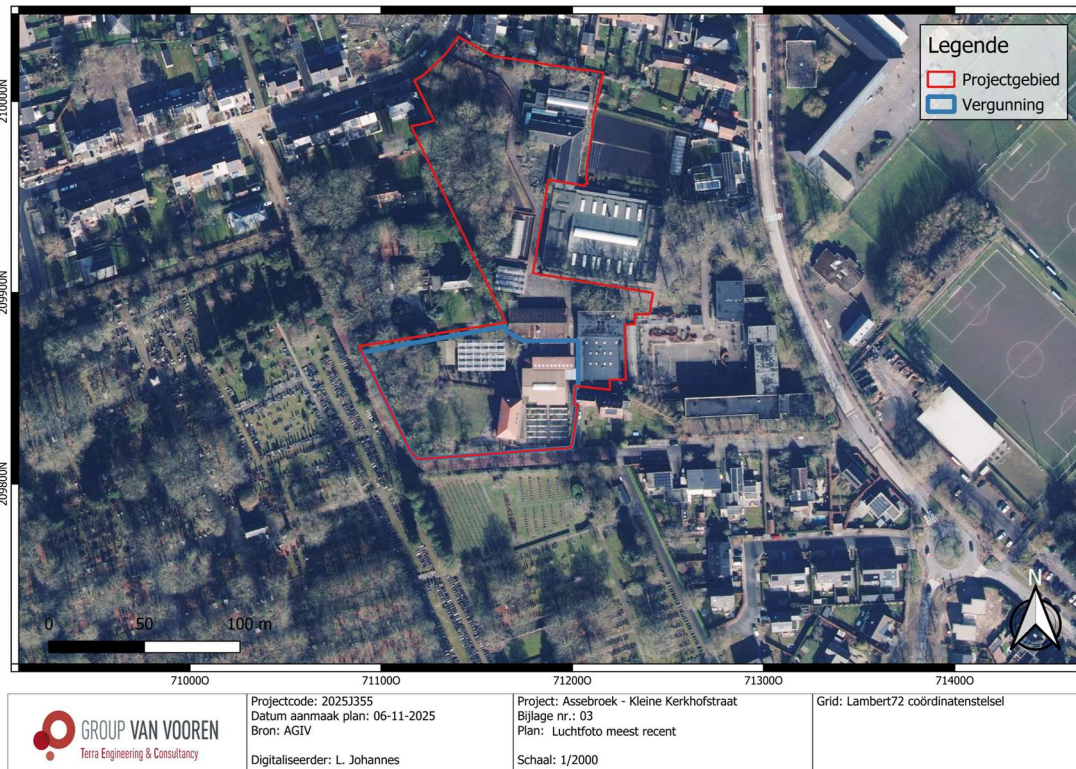 Legende
Projectgebied
Vergunning
210000N
209900N
209800N
N
0 50 100 m
710000 711000 712000 713000 714000
GROUP VAN VOOREN
Terra Engineering & Consultancy
Projectcode: 2025J355
Datum aanmaak plan: 06-11-2025
Bron: AGIV
Digitaliseerder: L. Johannes
Project: Assebroek - Kleine Kerkhofstraat
Bijlage nr.: 03
Plan: Luchtfoto meest recent
Schaal: 1/2000
Grid: Lambert72 coördinatenstelsel